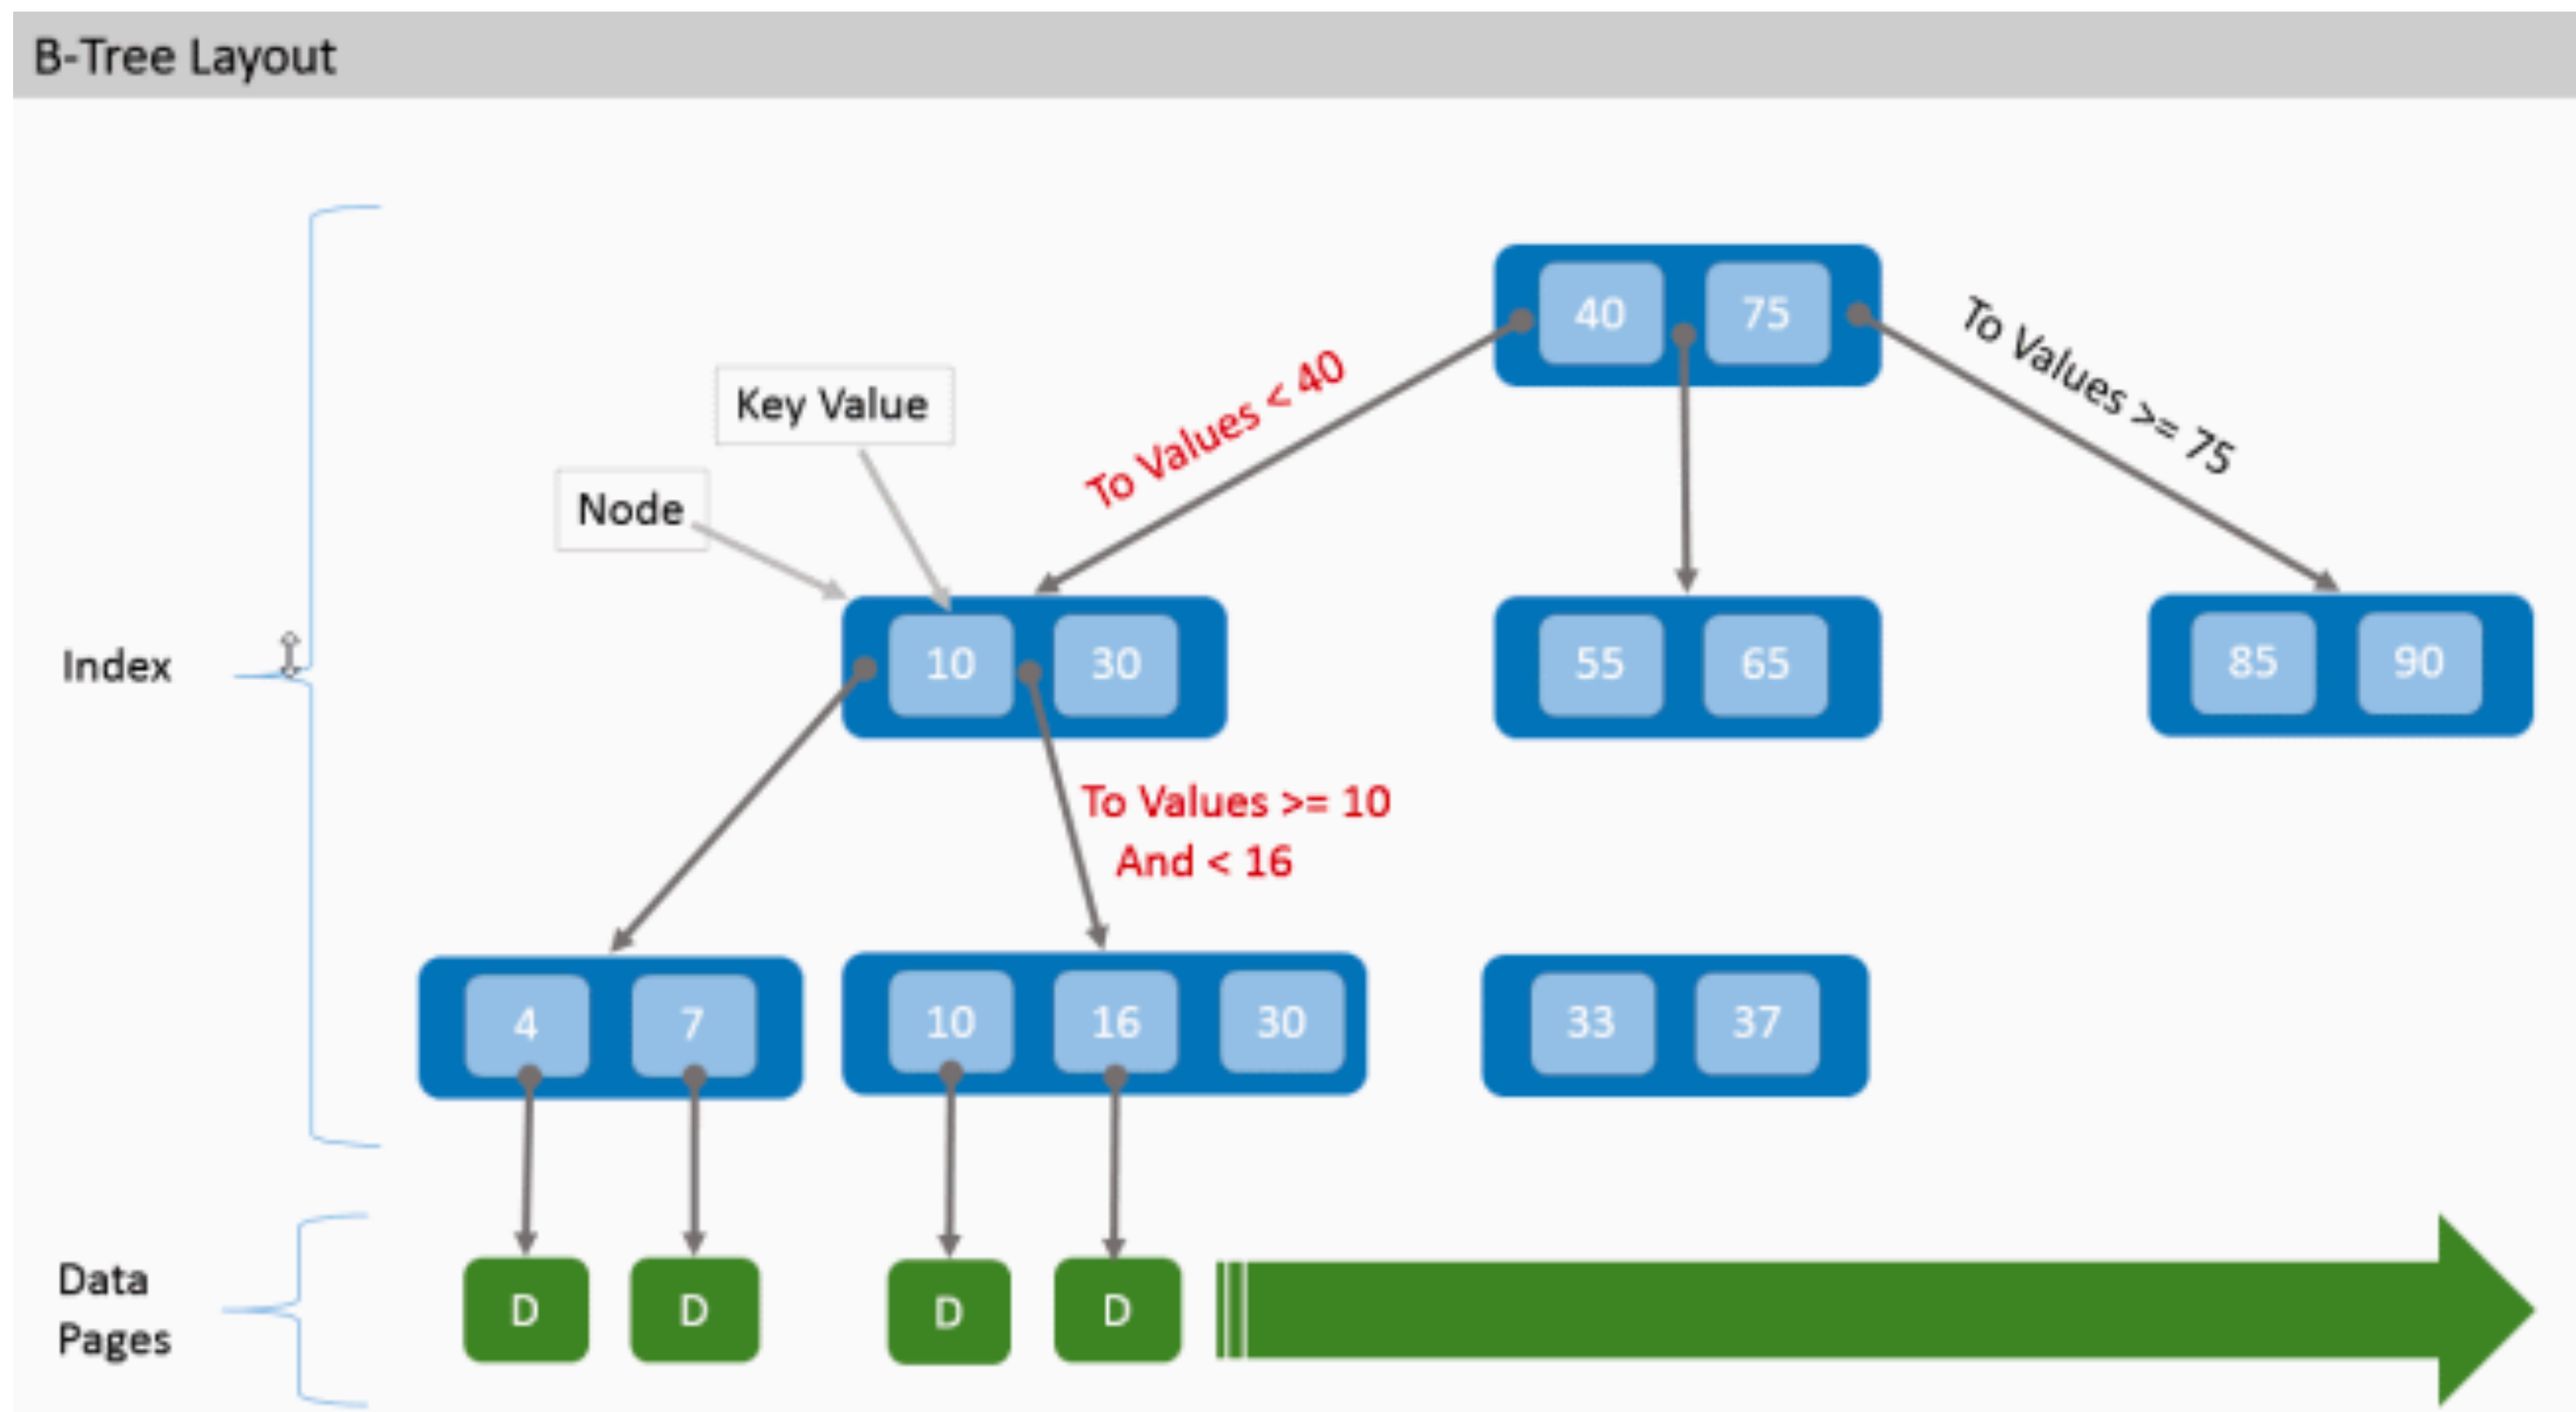 B-Tree Layout
40 75
To Values < 40
To Values >= 75
Key Value
Node
Index
10 30
55 65
85 90
To Values >= 10
And < 16
4 7
10 16 30
33 37
Data
Pages
D D D D